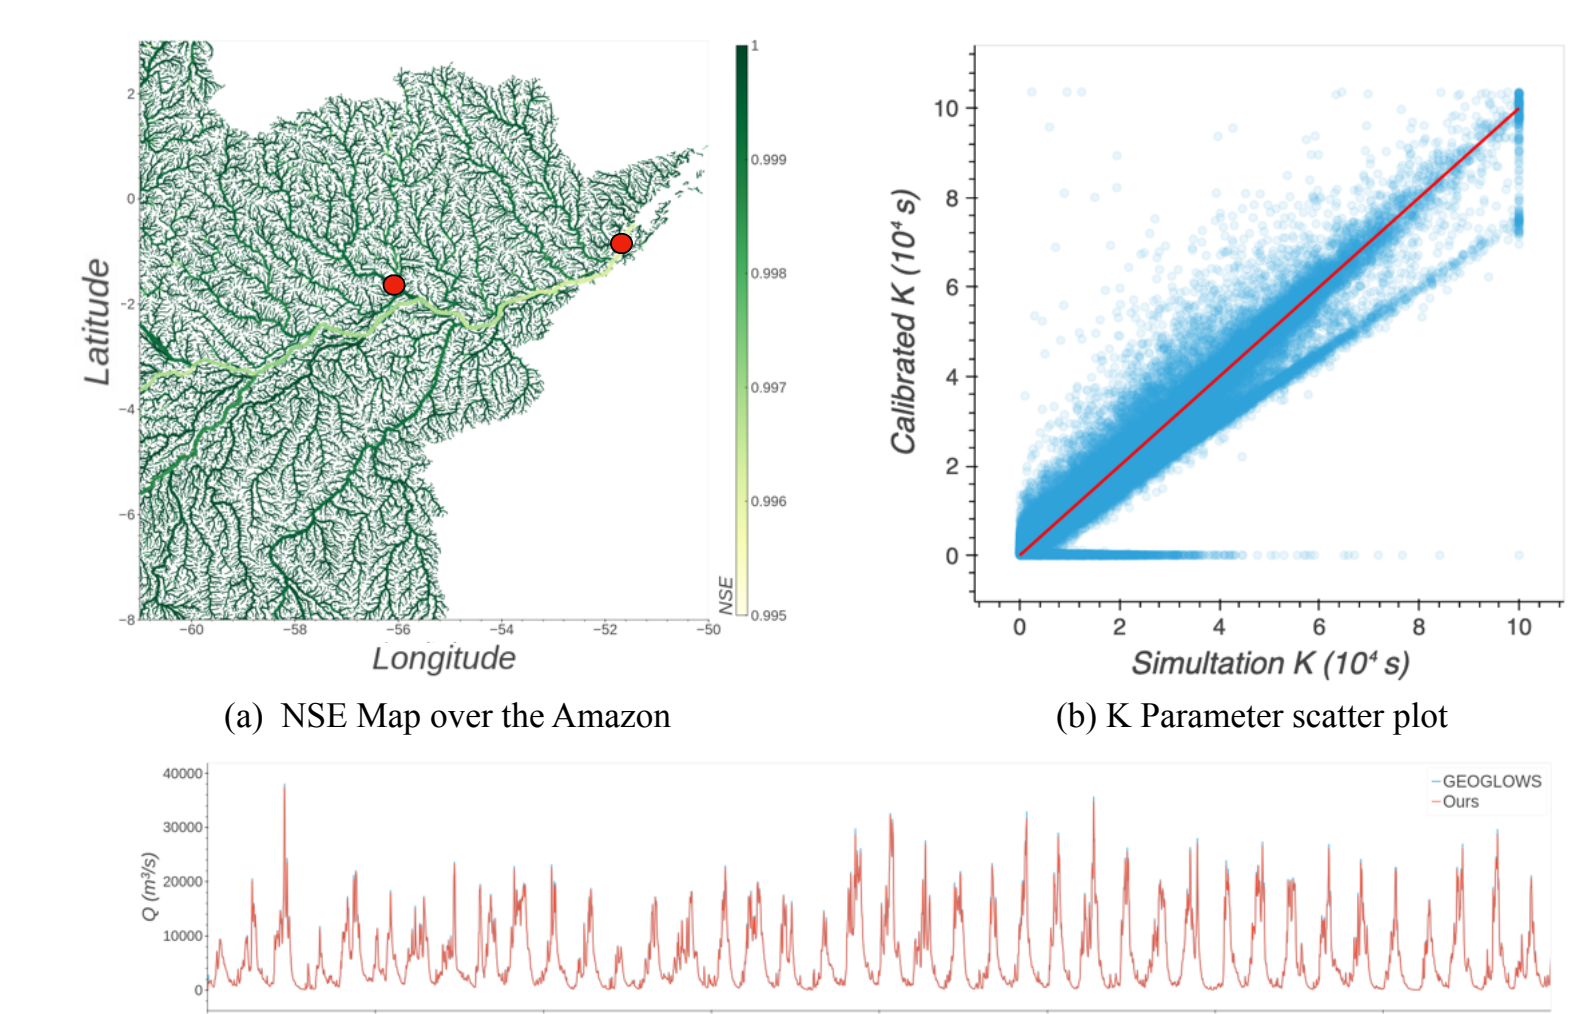 1
2
0.999
0
0.998
Latitude
−2
0.997
−4
0.996
−6
NSE
0.995
−8
−60
−58
−56
−54
−52
−50
Longitude
(a) NSE Map over the Amazon
10
8
6
4
2
0
Calibrated K (10⁴ s)
0 2 4 6 8 10
Simultation K (10⁴ s)
(b) K Parameter scatter plot
40000
30000
20000
10000
0
Q (m³/s)
GEOGLOWS
Ours